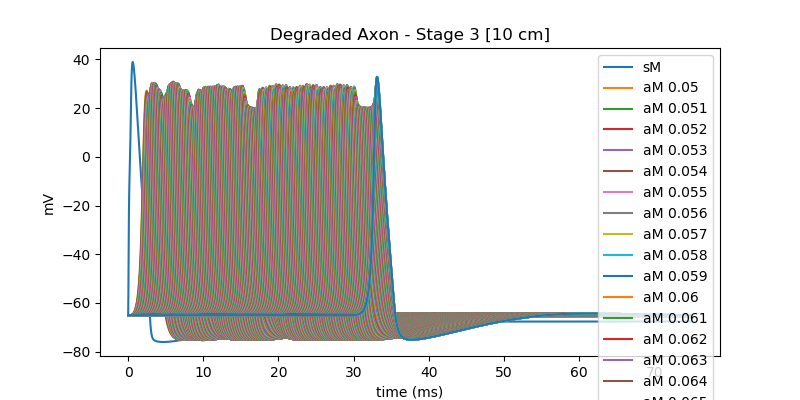 Degraded Axon - Stage 3 [10 cm]
40
20
0
−20
−40
−60
−80
mV
0
10
20
30
40
50
60
70
time (ms)
sM
aM 0.05
aM 0.051
aM 0.052
aM 0.053
aM 0.054
aM 0.055
aM 0.056
aM 0.057
aM 0.058
aM 0.059
aM 0.06
aM 0.061
aM 0.062
aM 0.063
aM 0.064
aM 0.065